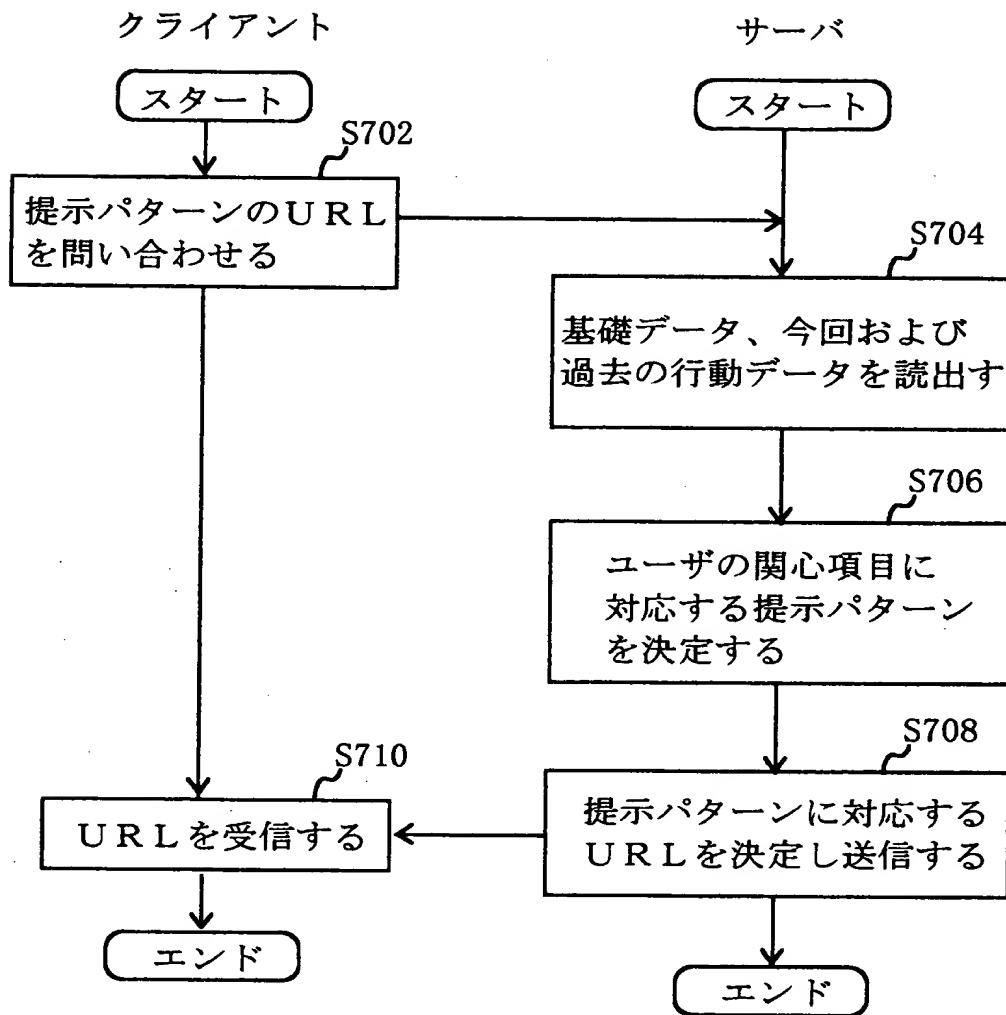 クライアント
サーバ
スタート
スタート
S702
提示パターンのURL
を問い合わせる
S704
基礎データ、今回および
過去の行動データを読出す
S706
ユーザの関心項目に
対応する提示パターン
を決定する
S708
提示パターンに対応する
URLを決定し送信する
S710
URLを受信する
エンド
エンド